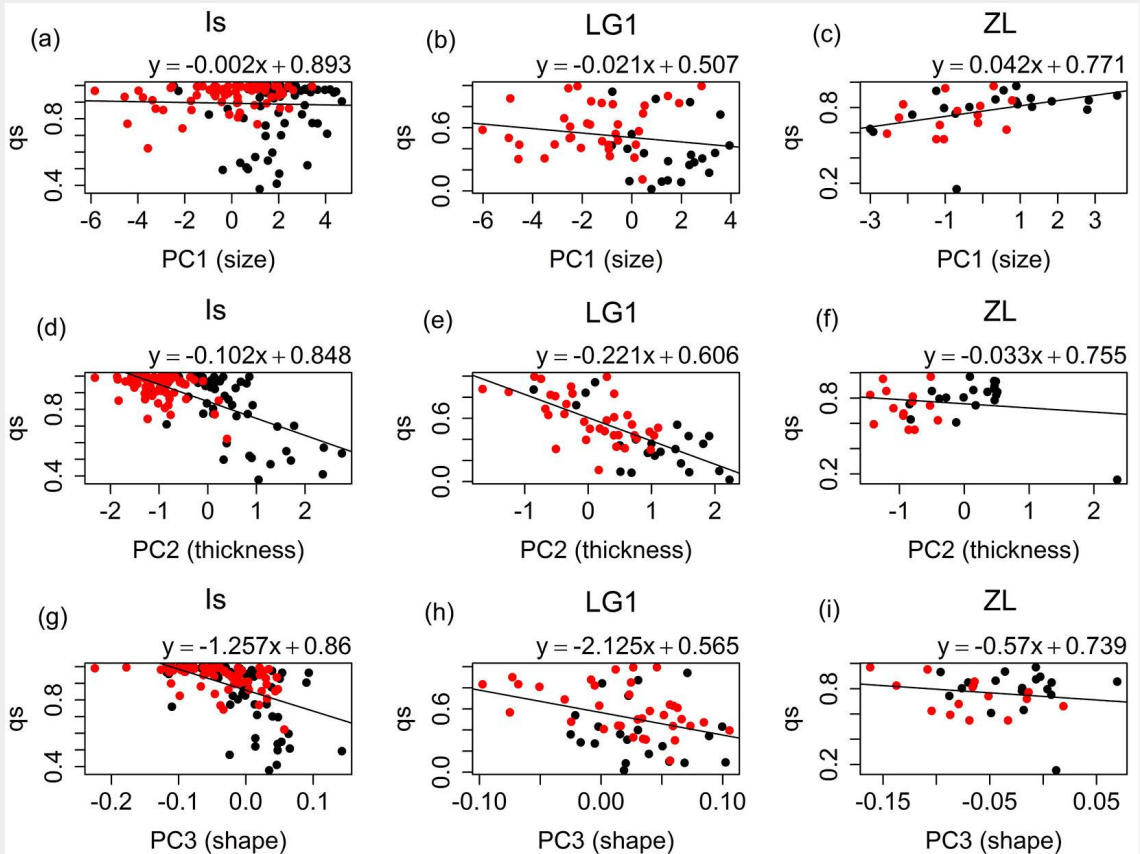 (a) Is (b) LG1 (c) ZL
y = -0.002x + 0.893 y = -0.021x + 0.507 y = 0.042x + 0.771
qs 0.4 0.8 qs 0.0 0.6 qs 0.2 0.8
-6 -4 -2 0 2 4 -6 -4 -2 0 2 4 -3 -1 0 1 2 3
PC1 (size) PC1 (size) PC1 (size)
(d) Is (e) LG1 (f) ZL
y = -0.102x + 0.848 y = -0.221x + 0.606 y = -0.033x + 0.755
qs 0.4 0.8 qs 0.0 0.6 qs 0.2 0.8
-2 -1 0 1 2 -1 0 1 2 -1 0 1 2
PC2 (thickness) PC2 (thickness) PC2 (thickness)
(g) Is (h) LG1 (i) ZL
y = -1.257x + 0.86 y = -2.125x + 0.565 y = -0.57x + 0.739
qs 0.4 0.8 qs 0.0 0.6 qs 0.2 0.8
-0.2 -0.1 0.0 0.1 -0.10 0.00 0.10 -0.15 -0.05 0.05
PC3 (shape) PC3 (shape) PC3 (shape)